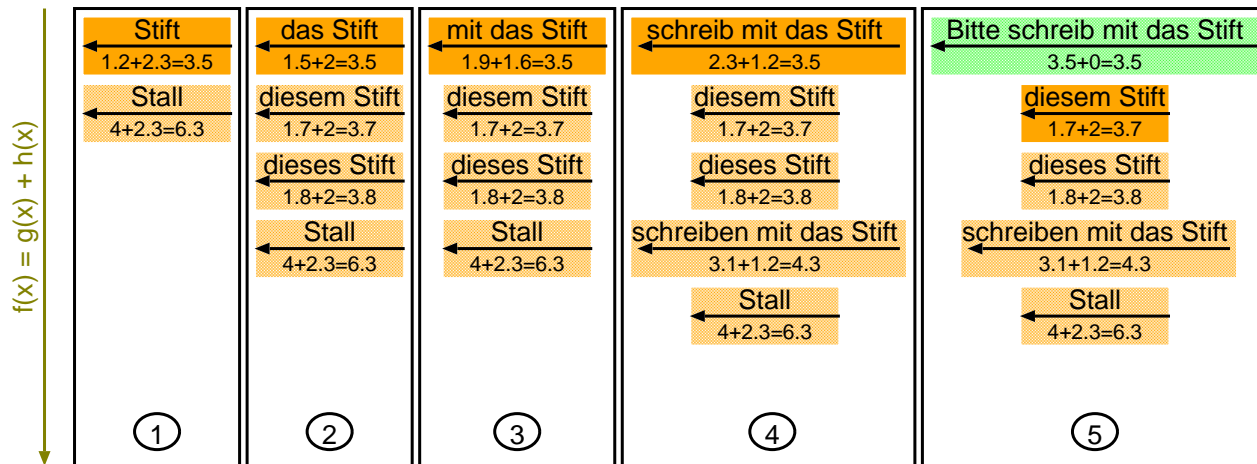 f(x) = g(x) + h(x)
Stift
1.2+2.3=3.5
Stall
4+2.3=6.3
1
das Stift
1.5+2=3.5
diesem Stift
1.7+2=3.7
dieses Stift
1.8+2=3.8
Stall
4+2.3=6.3
2
mit das Stift
1.9+1.6=3.5
diesem Stift
1.7+2=3.7
dieses Stift
1.8+2=3.8
Stall
4+2.3=6.3
3
schreib mit das Stift
2.3+1.2=3.5
diesem Stift
1.7+2=3.7
dieses Stift
1.8+2=3.8
schreiben mit das Stift
3.1+1.2=4.3
Stall
4+2.3=6.3
4
Bitte schreib mit das Stift
3.5+0=3.5
diesem Stift
1.7+2=3.7
dieses Stift
1.8+2=3.8
schreiben mit das Stift
3.1+1.2=4.3
Stall
4+2.3=6.3
5